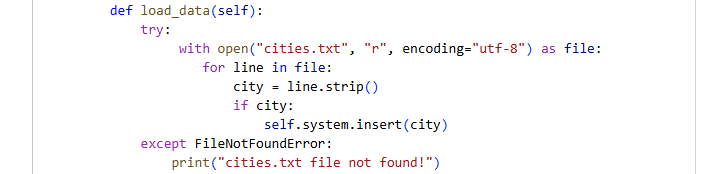 def load_data(self):
try:
with open("cities.txt", "r", encoding="utf-8") as file:
for line in file:
city = line.strip()
if city:
self.system.insert(city)
except FileNotFoundError:
print("cities.txt file not found!")